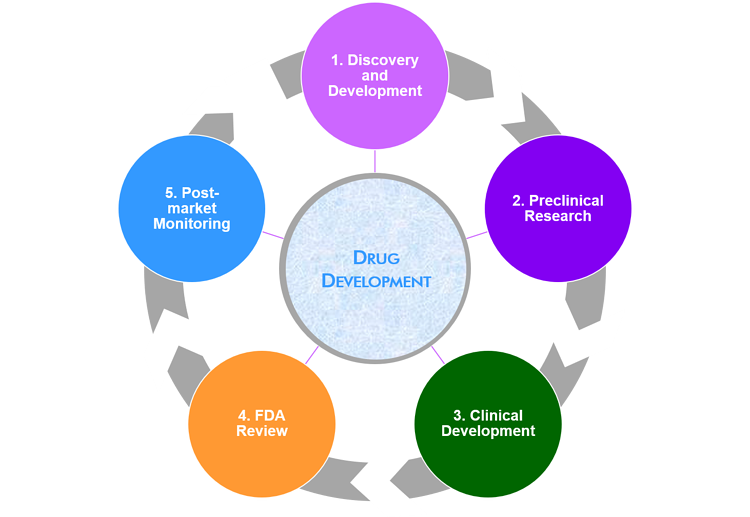 1. Discovery
and
Development
2. Preclinical
Research
3. Clinical
Development
4. FDA
Review
5. Post-
market
Monitoring
DRUG
DEVELOPMENT